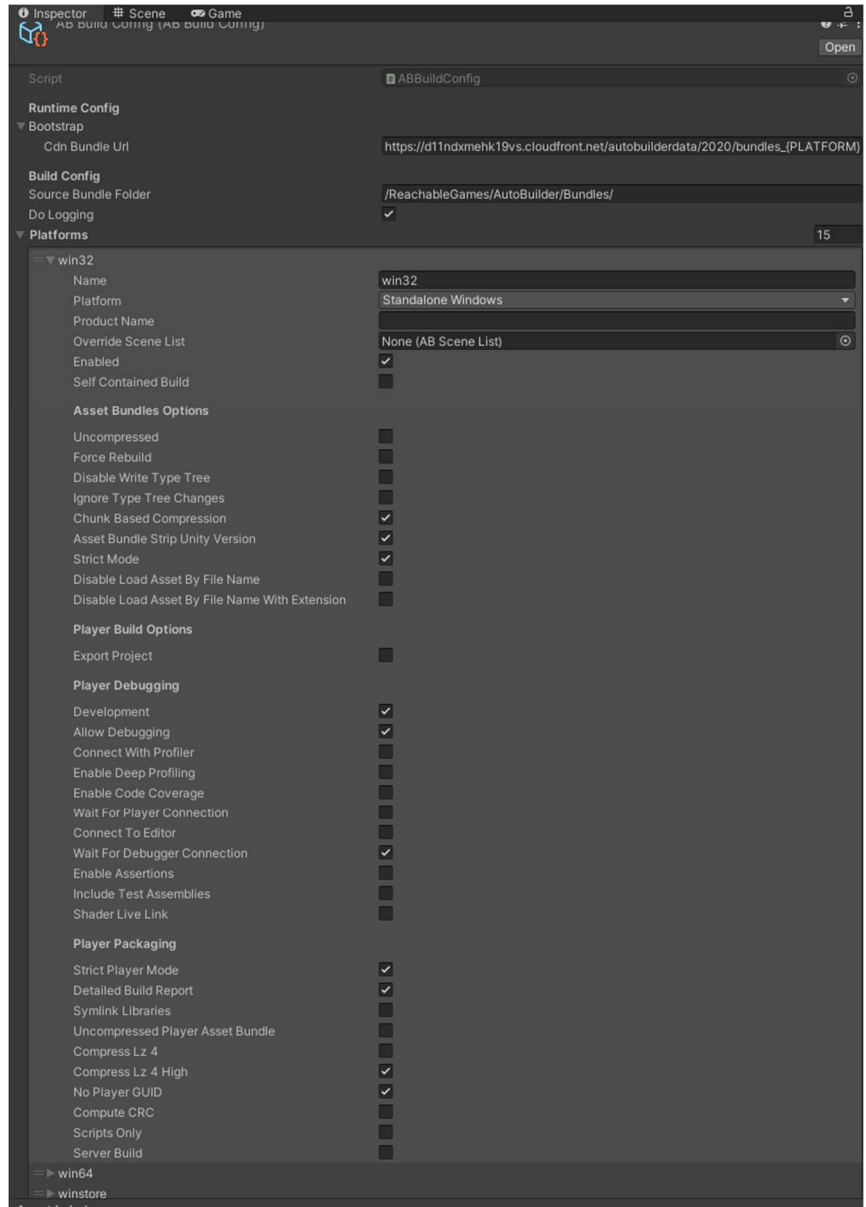 Inspector Scene Game
AB Build Config (AB Build Config)
Open
Script ABBuildConfig
Runtime Config
Bootstrap
Cdn Bundle Url https://d11ndxmehk19vs.cloudfront.net/autobuilderdata/2020/bundles_{PLATFORM}
Build Config
Source Bundle Folder /ReachableGames/AutoBuilder/Bundles/
Do Logging
Platforms 15
win32
Name win32
Platform Standalone Windows
Product Name
Override Scene List None (AB Scene List)
Enabled
Self Contained Build
Asset Bundles Options
Uncompressed
Force Rebuild
Disable Write Type Tree
Ignore Type Tree Changes
Chunk Based Compression
Asset Bundle Strip Unity Version
Strict Mode
Disable Load Asset By File Name
Disable Load Asset By File Name With Extension
Player Build Options
Export Project
Player Debugging
Development
Allow Debugging
Connect With Profiler
Enable Deep Profiling
Enable Code Coverage
Wait For Player Connection
Connect To Editor
Wait For Debugger Connection
Enable Assertions
Include Test Assemblies
Shader Live Link
Player Packaging
Strict Player Mode
Detailed Build Report
Symlink Libraries
Uncompressed Player Asset Bundle
Compress Lz 4
Compress Lz 4 High
No Player GUID
Compute CRC
Scripts Only
Server Build
win64
winstore